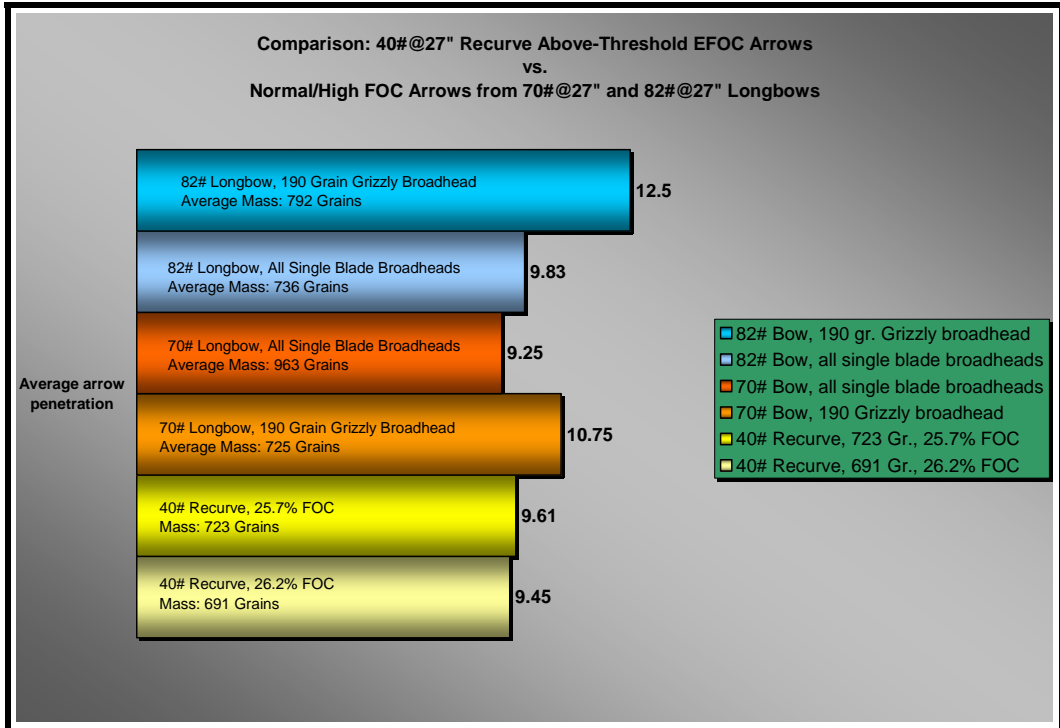 Comparison: 40#@27" Recurve Above-Threshold EFOC Arrows
vs.
Normal/High FOC Arrows from 70#@27" and 82#@27" Longbows
82# Longbow, 190 Grain Grizzly Broadhead
Average Mass: 792 Grains
12.5
82# Longbow, All Single Blade Broadheads
Average Mass: 736 Grains
9.83
70# Longbow, All Single Blade Broadheads
Average Mass: 963 Grains
9.25
Average arrow
penetration
70# Longbow, 190 Grain Grizzly Broadhead
Average Mass: 725 Grains
10.75
40# Recurve, 25.7% FOC
Mass: 723 Grains
9.61
40# Recurve, 26.2% FOC
Mass: 691 Grains
9.45
82# Bow, 190 gr. Grizzly broadhead
82# Bow, all single blade broadheads
70# Bow, all single blade broadheads
70# Bow, 190 Grizzly broadhead
40# Recurve, 723 Gr., 25.7% FOC
40# Recurve, 691 Gr., 26.2% FOC